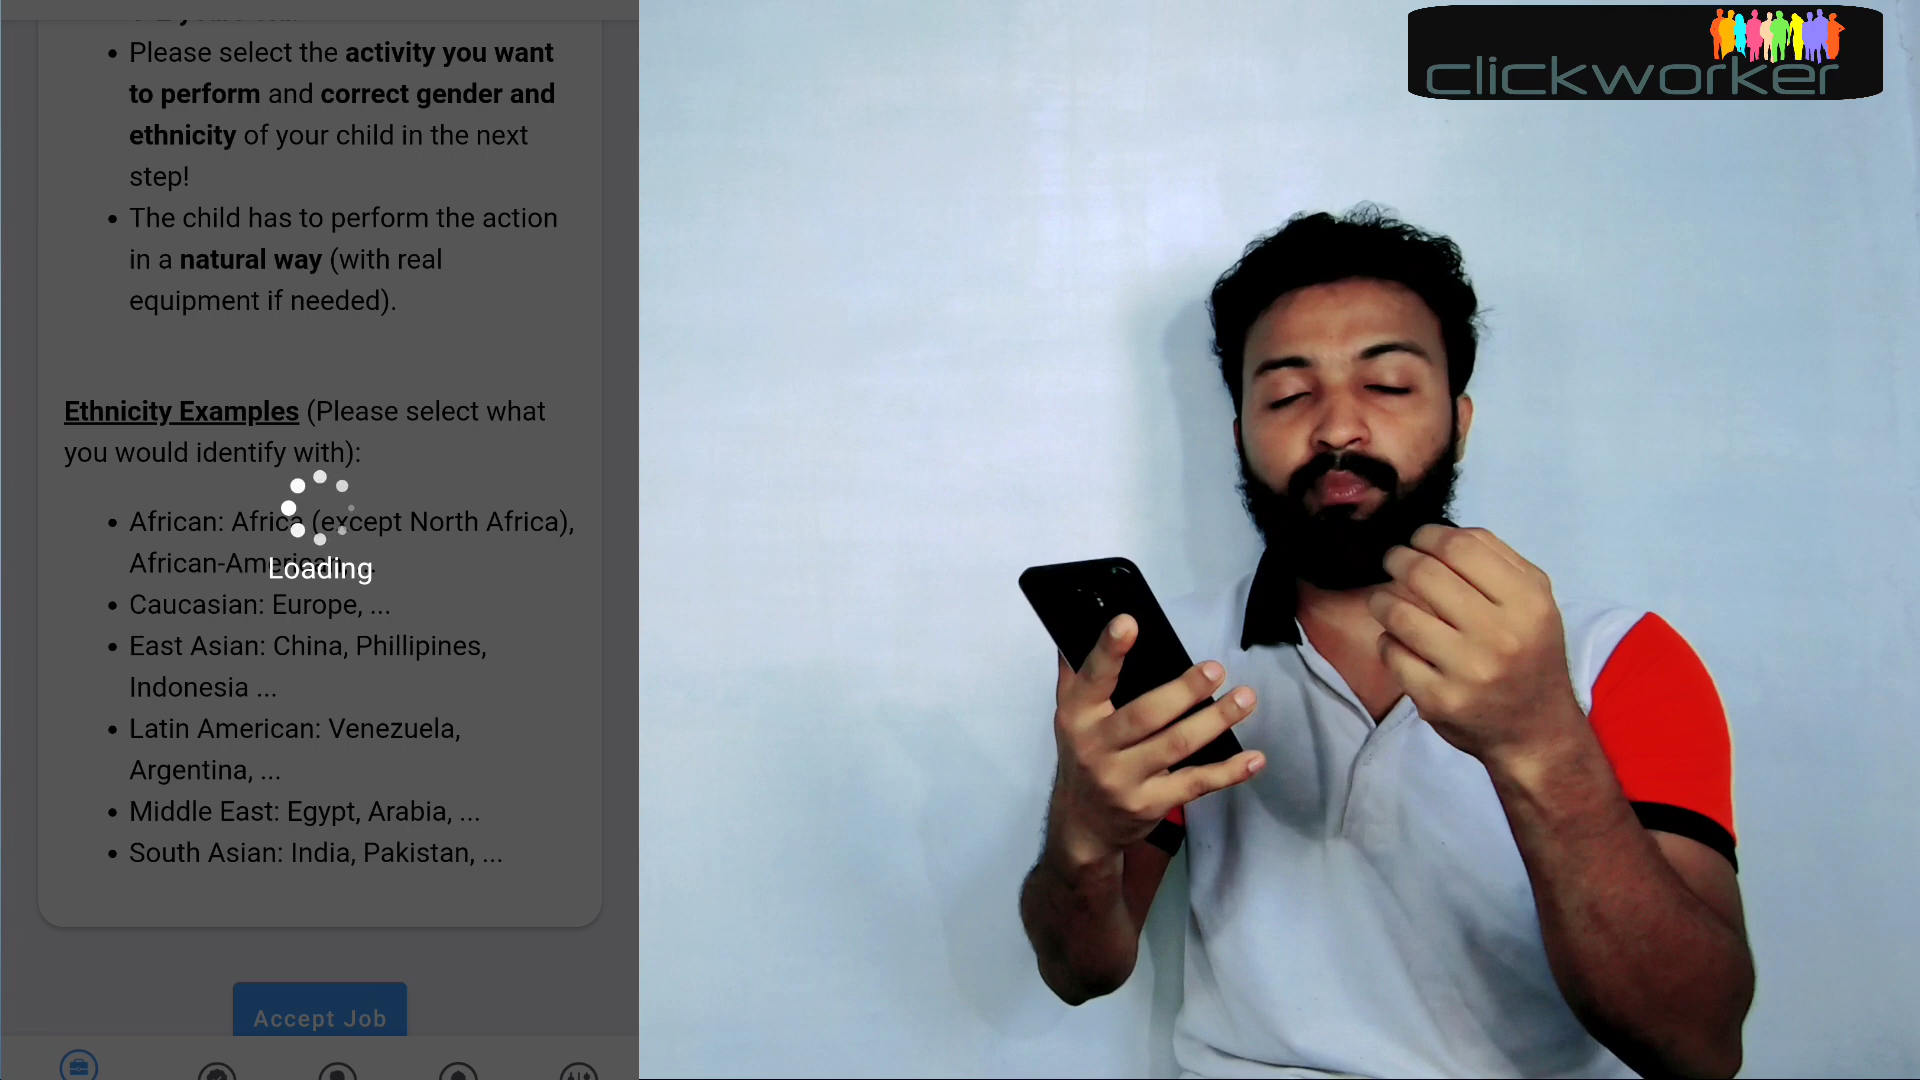 Please select the activity you want
to perform and correct gender and
ethnicity of your child in the next
step!
The child has to perform the action
in a natural way (with real
equipment if needed).
Ethnicity Examples (Please select what
you would identify with):
African: Africa (except North Africa),
African-American, ...
Loading
Caucasian: Europe, ...
East Asian: China, Phillipines,
Indonesia ...
Latin American: Venezuela,
Argentina, ...
Middle East: Egypt, Arabia, ...
South Asian: India, Pakistan, ...
Accept Job
clickworker